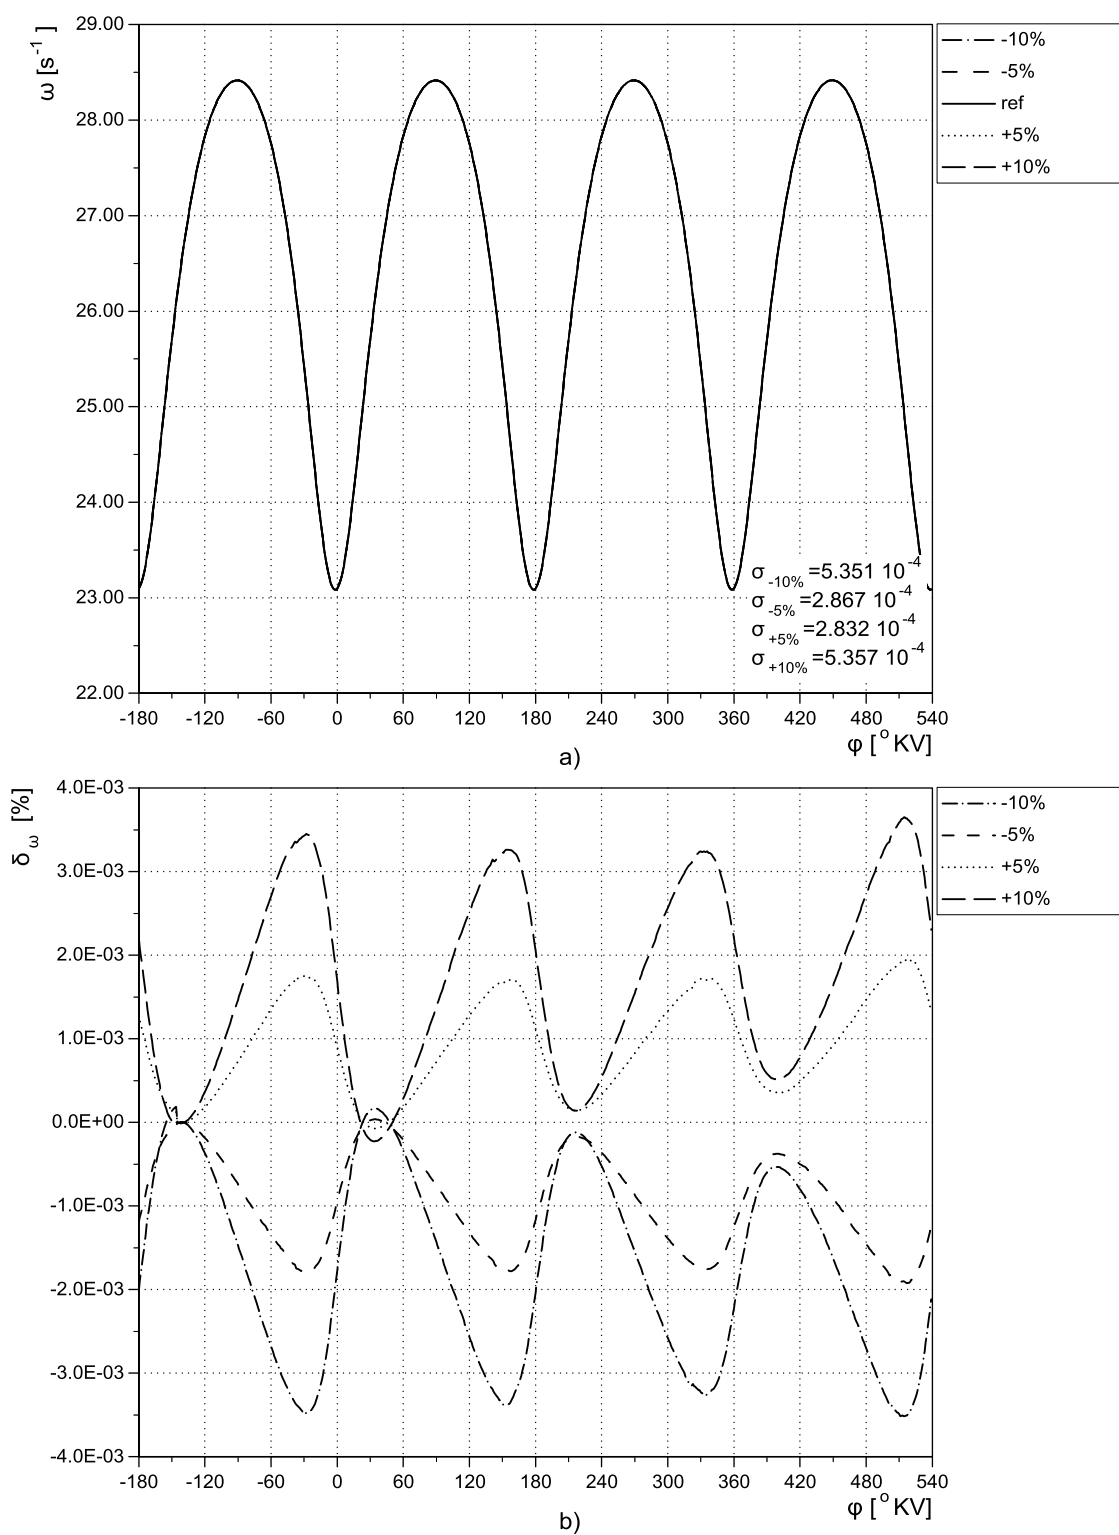 29.00
ω [s⁻¹]
28.00
27.00
26.00
25.00
24.00
23.00
22.00
-180 -120 -60 0 60 120 180 240 300 360 420 480 540
φ [° KV]
-10%
-5%
ref
+5%
+10%
σ₋₁₀% =5.351 10⁻⁴
σ₋₅% =2.867 10⁻⁴
σ₊₅% =2.832 10⁻⁴
σ₊₁₀% =5.357 10⁻⁴
a)
4.0E-03
δω [%]
3.0E-03
2.0E-03
1.0E-03
0.0E+00
-1.0E-03
-2.0E-03
-3.0E-03
-4.0E-03
-180 -120 -60 0 60 120 180 240 300 360 420 480 540
φ [° KV]
-10%
-5%
+5%
+10%
b)